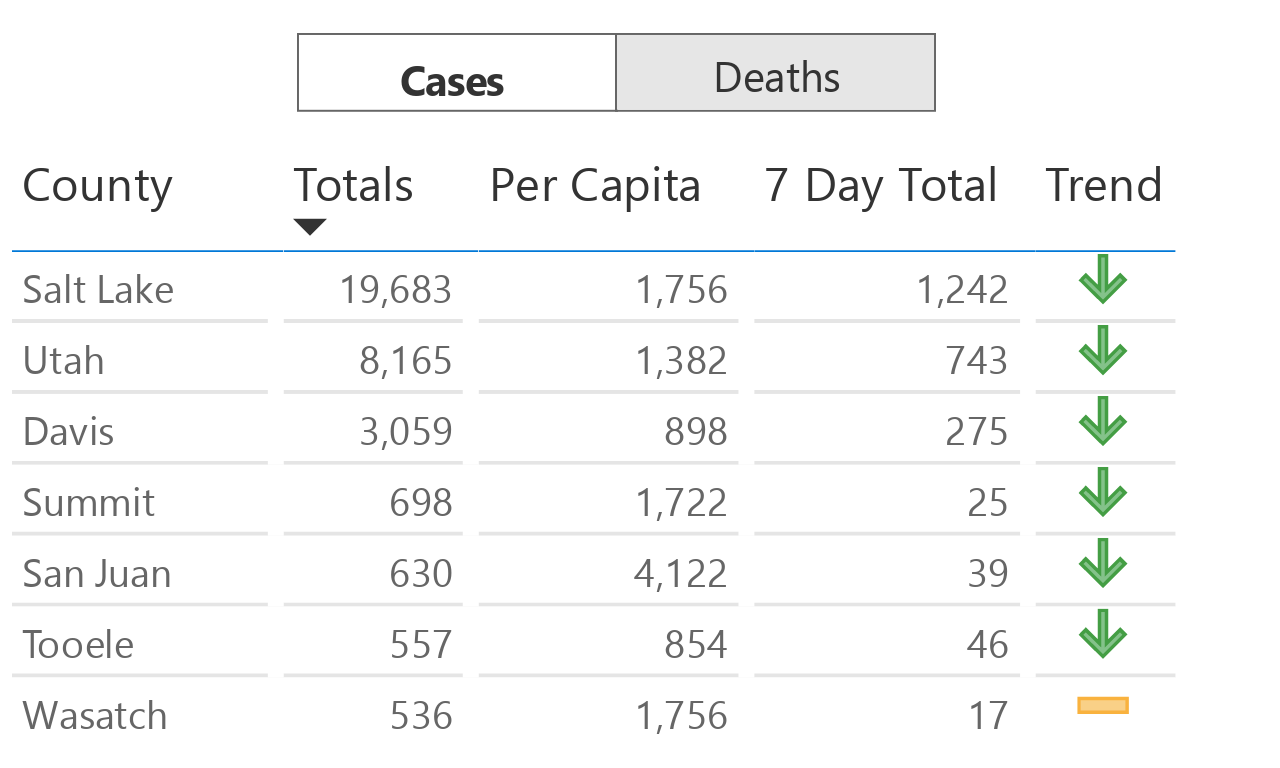 Cases Deaths
County Totals Per Capita 7 Day Total Trend
Salt Lake 19,683 1,756 1,242
Utah 8,165 1,382 743
Davis 3,059 898 275
Summit 698 1,722 25
San Juan 630 4,122 39
Tooele 557 854 46
Wasatch 536 1,756 17